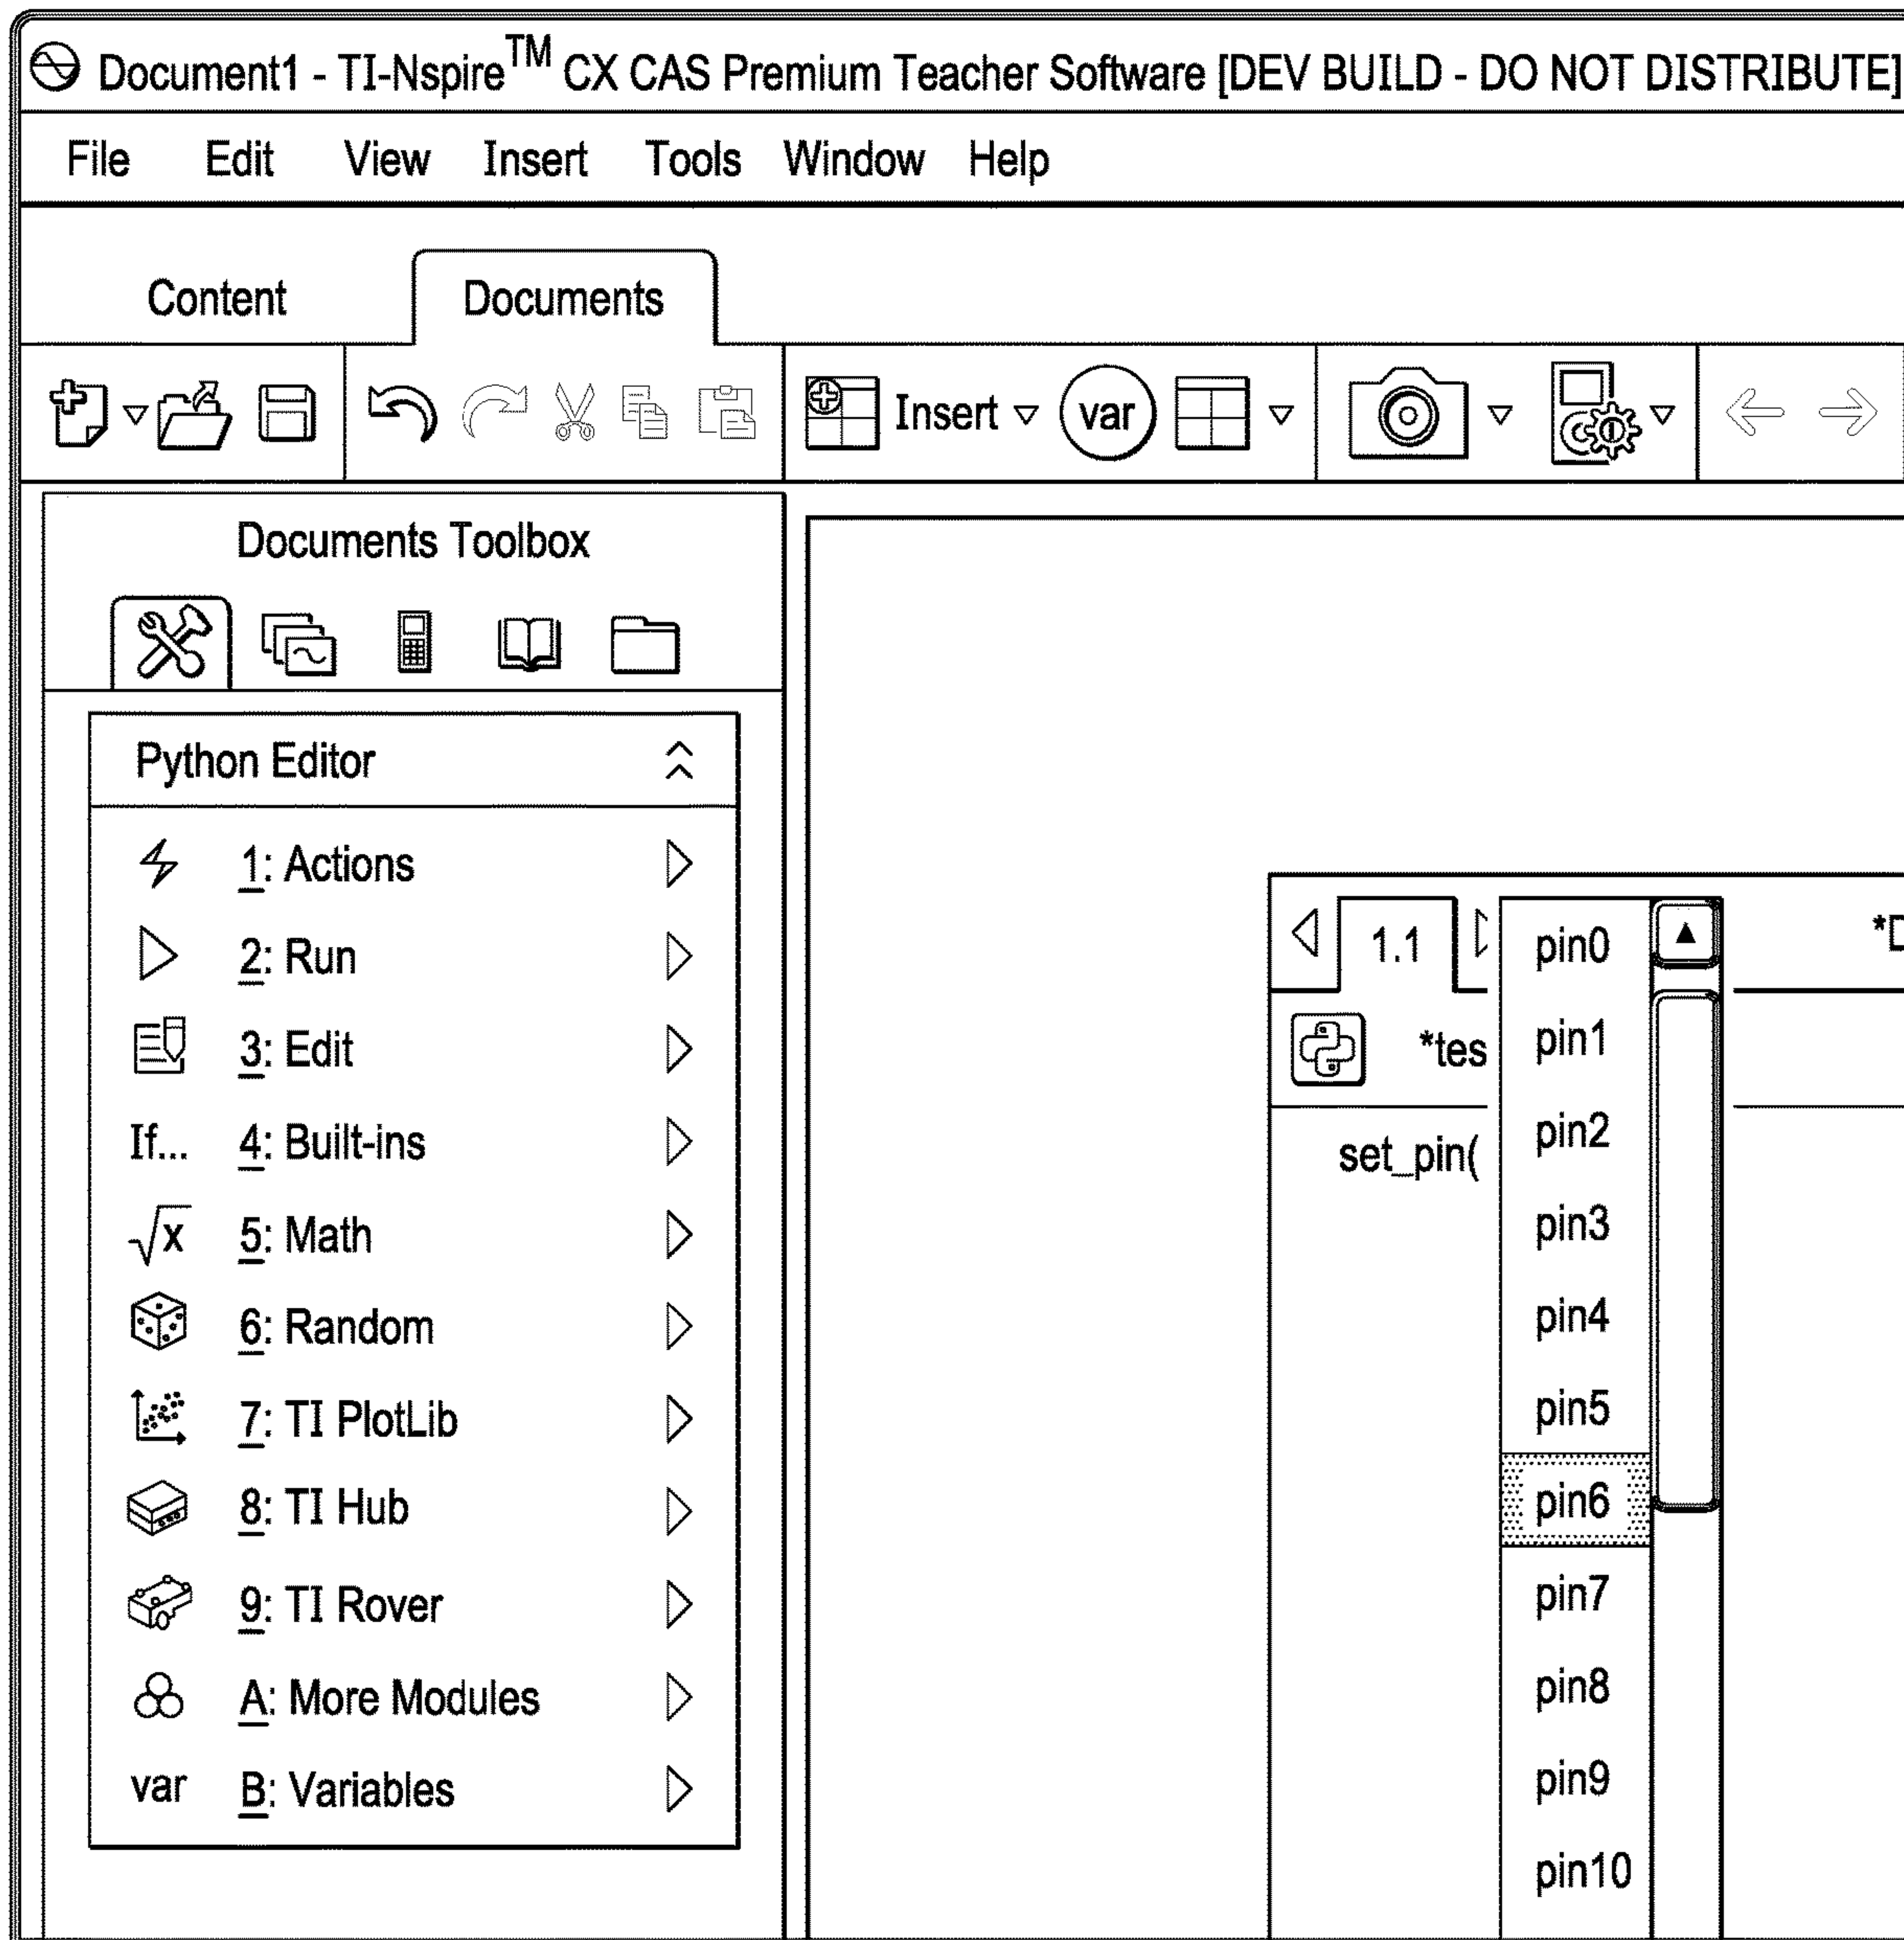 Document1 - TI-Nspire™ CX CAS Premium Teacher Software [DEV BUILD - DO NOT DISTRIBUTE]
File Edit View Insert Tools Window Help
Content Documents
Insert var
Documents Toolbox
Python Editor
1: Actions
2: Run
3: Edit
If... 4: Built-ins
√x 5: Math
6: Random
7: TI PlotLib
8: TI Hub
9: TI Rover
A: More Modules
var B: Variables
1.1 *D
*tes
set_pin(
pin0
pin1
pin2
pin3
pin4
pin5
pin6
pin7
pin8
pin9
pin10